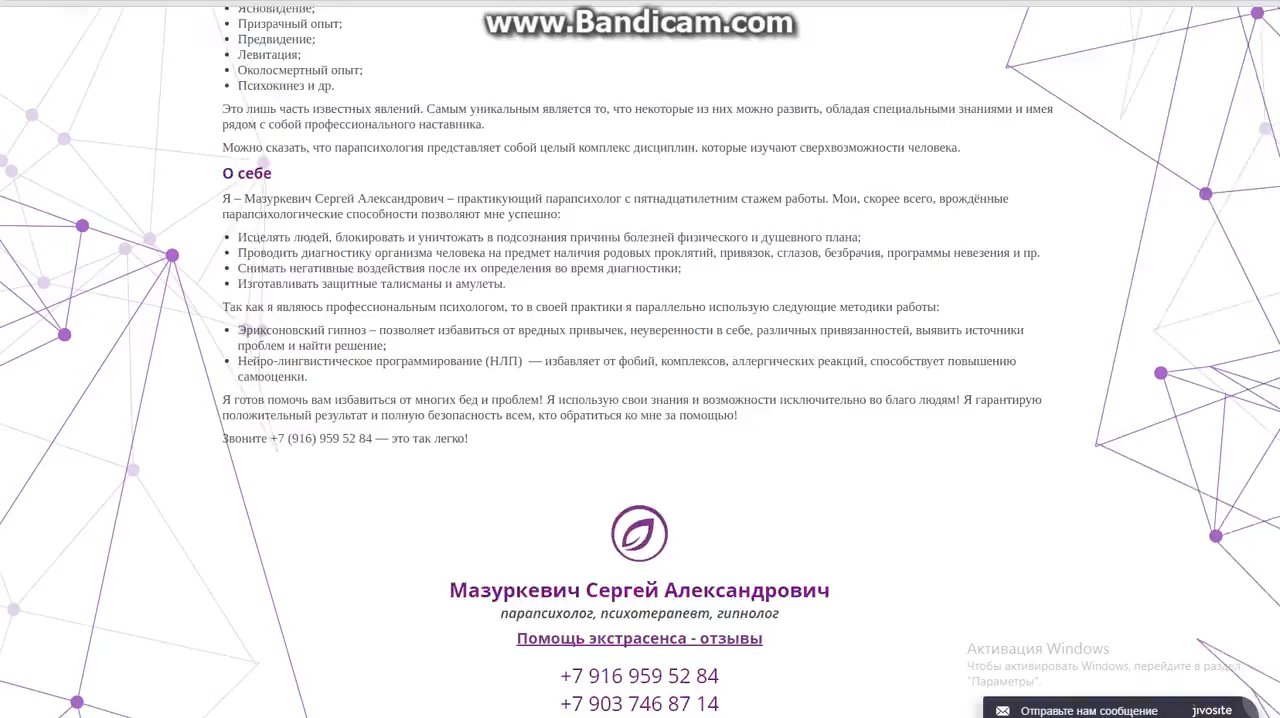 www.Bandicam.com
Ясновидение;
Призрачный опыт;
Предвидение;
Левитация;
Околосмертный опыт;
Психокинез и др.
Это лишь часть известных явлений. Самым уникальным является то, что некоторые из них можно развить, обладая специальными знаниями и имея
рядом с собой профессионального наставника.
Можно сказать, что парапсихология представляет собой целый комплекс дисциплин, которые изучают сверхвозможности человека.
О себе
Я – Мазуркевич Сергей Александрович – практикующий парапсихолог с пятнадцатилетним стажем работы. Мои, скорее всего, врождённые
парапсихологические способности позволяют мне успешно:
Исцелять людей, блокировать и уничтожать в подсознания причины болезней физического и душевного плана;
Проводить диагностику организма человека на предмет наличия родовых проклятий, привязок, сглазов, безбрачия, программы невезения и пр.
Снимать негативные воздействия после их определения во время диагностики;
Изготавливать защитные талисманы и амулеты.
Так как я являюсь профессиональным психологом, то в своей практики я параллельно использую следующие методики работы:
Эриксоновский гипноз – позволяет избавиться от вредных привычек, неуверенности в себе, различных привязанностей, выявить источники
проблем и найти решение;
Нейро-лингвистическое программирование (НЛП) — избавляет от фобий, комплексов, аллергических реакций, способствует повышению
самооценки.
Я готов помочь вам избавиться от многих бед и проблем! Я использую свои знания и возможности исключительно во благо людям! Я гарантирую
положительный результат и полную безопасность всем, кто обратиться ко мне за помощью!
Звоните +7 (916) 959 52 84 — это так легко!
Мазуркевич Сергей Александрович
парапсихолог, психотерапевт, гипнолог
Помощь экстрасенса - отзывы
+7 916 959 52 84
+7 903 746 87 14
Активация Windows
Чтобы активировать Windows, перейдите в раздел
"Параметры".
Отправьте нам сообщение jivosite